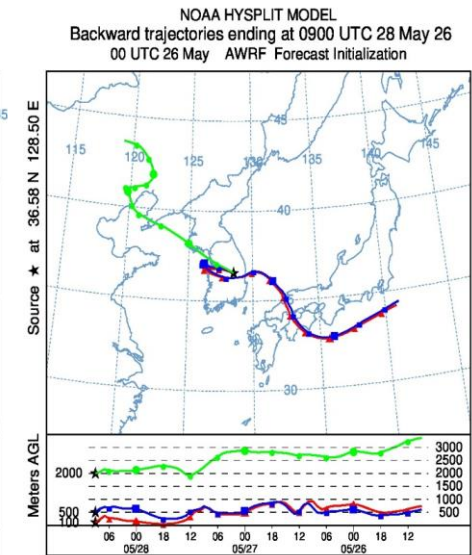 NOAA HYSPLIT MODEL
Backward trajectories ending at 0900 UTC 28 May 26
00 UTC 26 May AWRF Forecast Initialization
Source ★ at 36.58 N 128.50 E
115
120
125
130
135
140
145
45
40
30
5
Meters AGL
2000
500
100
3000
2500
2000
1500
1000
500
06 00 18 12 06 00 18 12 06 00 18 12
05/28 05/27 05/26